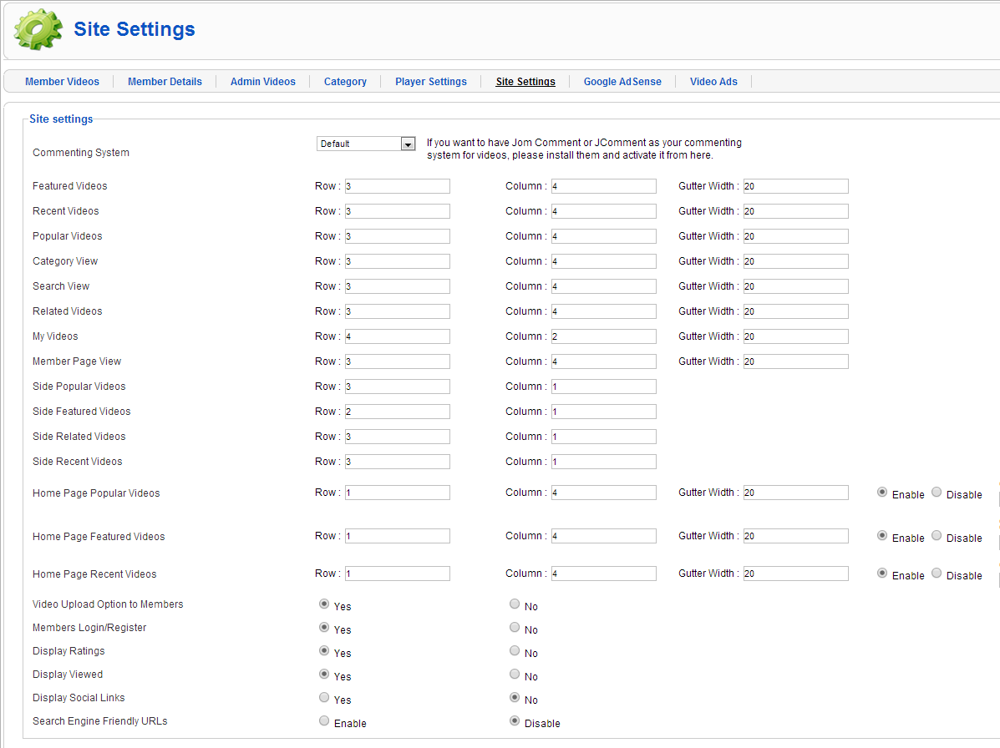 Site Settings
Member Videos Member Details Admin Videos Category Player Settings Site Settings Google AdSense Video Ads
Site settings
Commenting System Default If you want to have Jom Comment or JComment as your commenting
system for videos, please install them and activate it from here.
Featured Videos Row : 3 Column : 4 Gutter Width : 20
Recent Videos Row : 3 Column : 4 Gutter Width : 20
Popular Videos Row : 3 Column : 4 Gutter Width : 20
Category View Row : 3 Column : 4 Gutter Width : 20
Search View Row : 3 Column : 4 Gutter Width : 20
Related Videos Row : 3 Column : 4 Gutter Width : 20
My Videos Row : 4 Column : 2 Gutter Width : 20
Member Page View Row : 3 Column : 4 Gutter Width : 20
Side Popular Videos Row : 3 Column : 1
Side Featured Videos Row : 2 Column : 1
Side Related Videos Row : 3 Column : 1
Side Recent Videos Row : 3 Column : 1
Home Page Popular Videos Row : 1 Column : 4 Gutter Width : 20 Enable Disable
Home Page Featured Videos Row : 1 Column : 4 Gutter Width : 20 Enable Disable
Home Page Recent Videos Row : 1 Column : 4 Gutter Width : 20 Enable Disable
Video Upload Option to Members Yes No
Members Login/Register Yes No
Display Ratings Yes No
Display Viewed Yes No
Display Social Links Yes No
Search Engine Friendly URLs Enable Disable